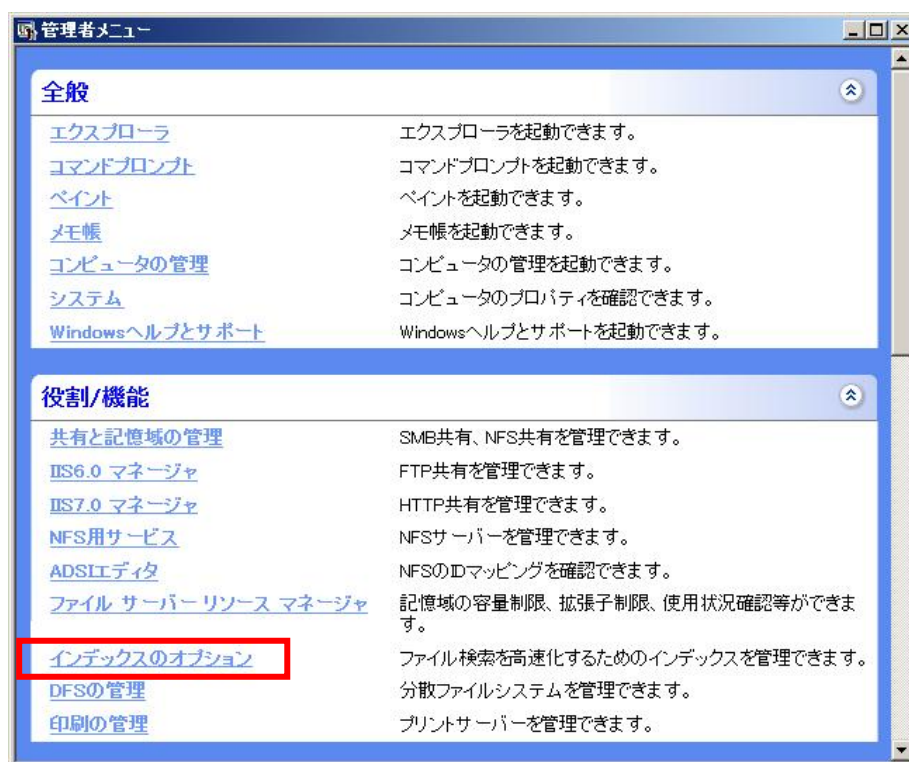 管理者メニュー
全般
エクスプローラ エクスプローラを起動できます。
コマンドプロンプト コマンドプロンプトを起動できます。
ペイント ペイントを起動できます。
メモ帳 メモ帳を起動できます。
コンピュータの管理 コンピュータの管理を起動できます。
システム コンピュータのプロパティを確認できます。
Windowsヘルプとサポート Windowsヘルプとサポートを起動できます。
役割/機能
共有と記憶域の管理 SMB共有、NFS共有を管理できます。
IIS6.0 マネージャ FTP共有を管理できます。
IIS7.0 マネージャ HTTP共有を管理できます。
NFS用サービス NFSサーバーを管理できます。
ADSIエディタ NFSのIDマッピングを確認できます。
ファイル サーバー リソース マネージャ 記憶域の容量制限、拡張子制限、使用状況確認等ができま
す。
インデックスのオプション ファイル検索を高速化するためのインデックスを管理できます。
DFSの管理 分散ファイルシステムを管理できます。
印刷の管理 プリントサーバーを管理できます。